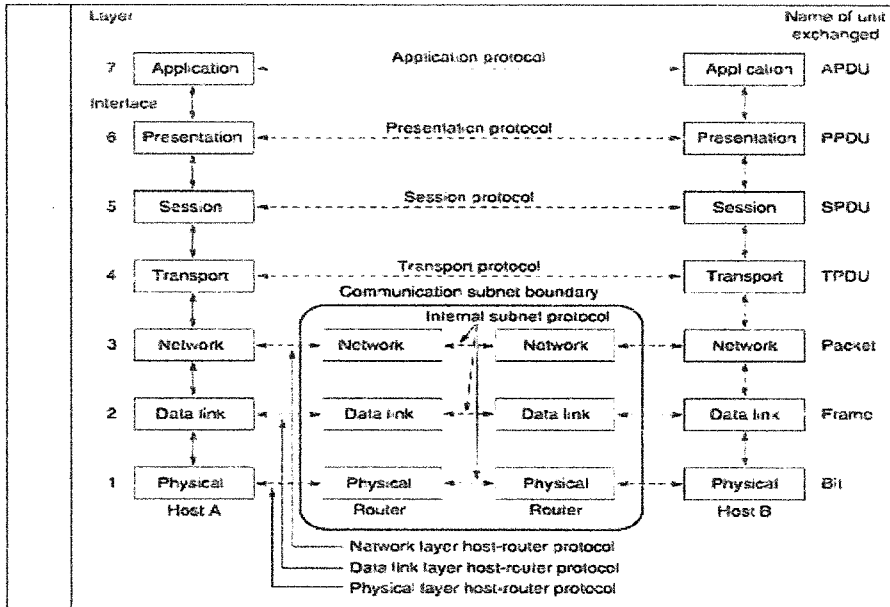 Layer
Name of unit
exchanged
7 Application Application protocol Application APDU
Interface
6 Presentation Presentation protocol Presentation PPDU
5 Session Session protocol Session SPDU
4 Transport Transport protocol Transport TPDU
Communication subnet boundary
Internal subnet protocol
3 Network Network Network Network Packet
2 Data link Data link Data link Data link Frame
1 Physical Physical Physical Physical Bit
Host A Router Router Host B
Network layer host-router protocol
Data link layer host-router protocol
Physical layer host-router protocol